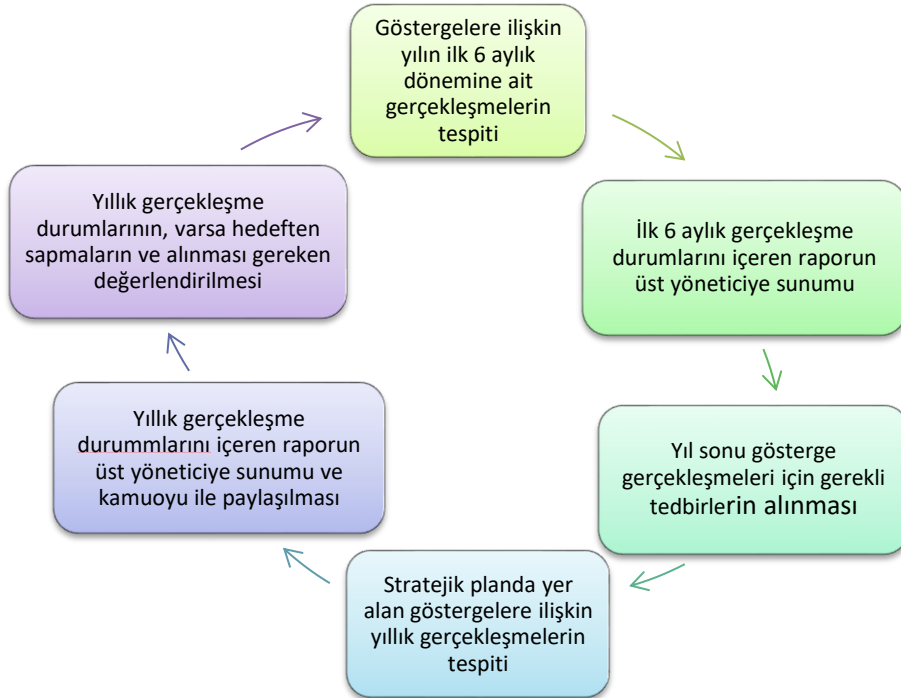 Göstergelere ilişkin
yılın ilk 6 aylık
dönemine ait
gerçekleşmelerin
tespiti
İlk 6 aylık gerçekleşme
durumlarını içeren raporun
üst yöneticiye sunumu
Yıl sonu gösterge
gerçekleşmeleri için gerekli
tedbirlerin alınması
Stratejik planda yer
alan göstergelere ilişkin
yıllık gerçekleşmelerin
tespiti
Yıllık gerçekleşme
durummlarını içeren raporun
üst yöneticiye sunumu ve
kamuoyu ile paylaşılması
Yıllık gerçekleşme
durumlarının, varsa hedeften
sapmaların ve alınması gereken
değerlendirilmesi